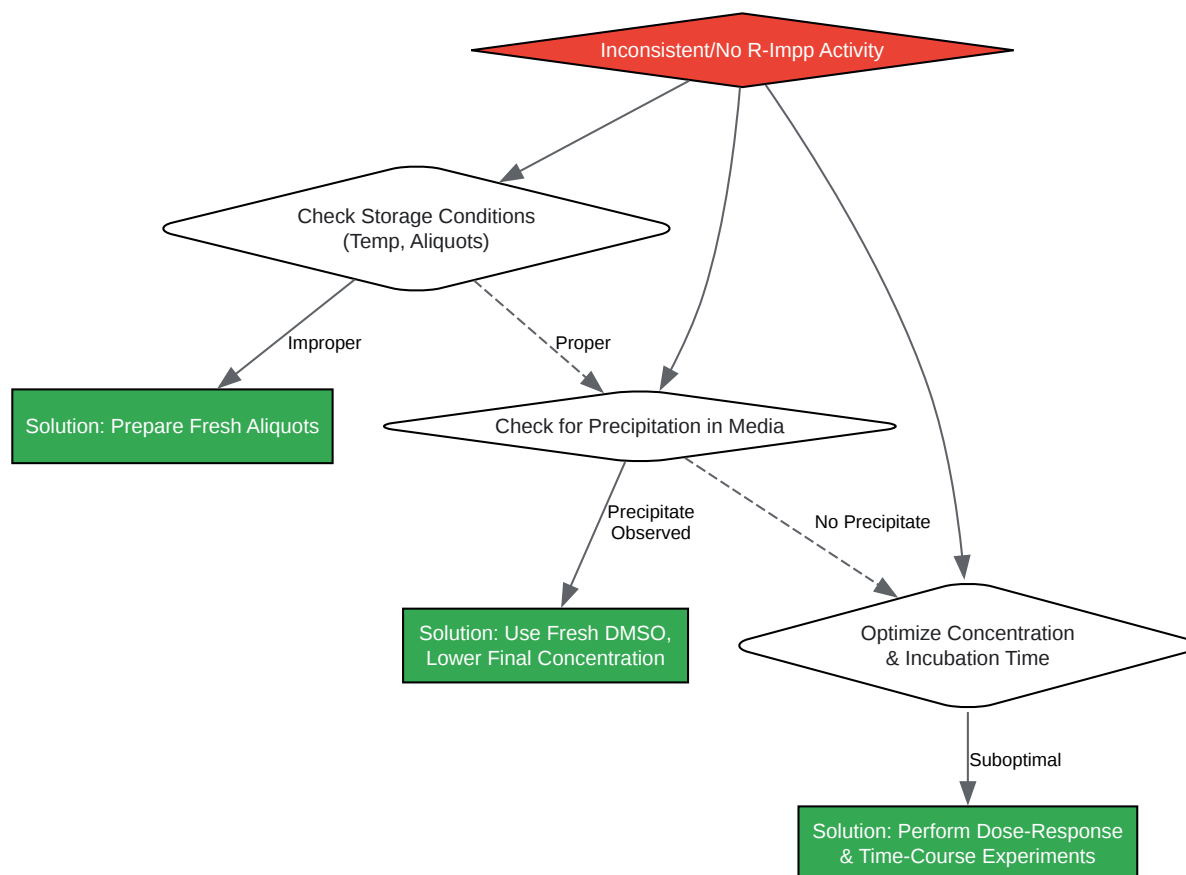 Inconsistent/No R-Impp Activity
Check Storage Conditions
(Temp, Aliquots)
Improper
Proper
Solution: Prepare Fresh Aliquots
Check for Precipitation in Media
Precipitate
Observed
No Precipitate
Solution: Use Fresh DMSO,
Lower Final Concentration
Optimize Concentration
& Incubation Time
Suboptimal
Solution: Perform Dose-Response
& Time-Course Experiments